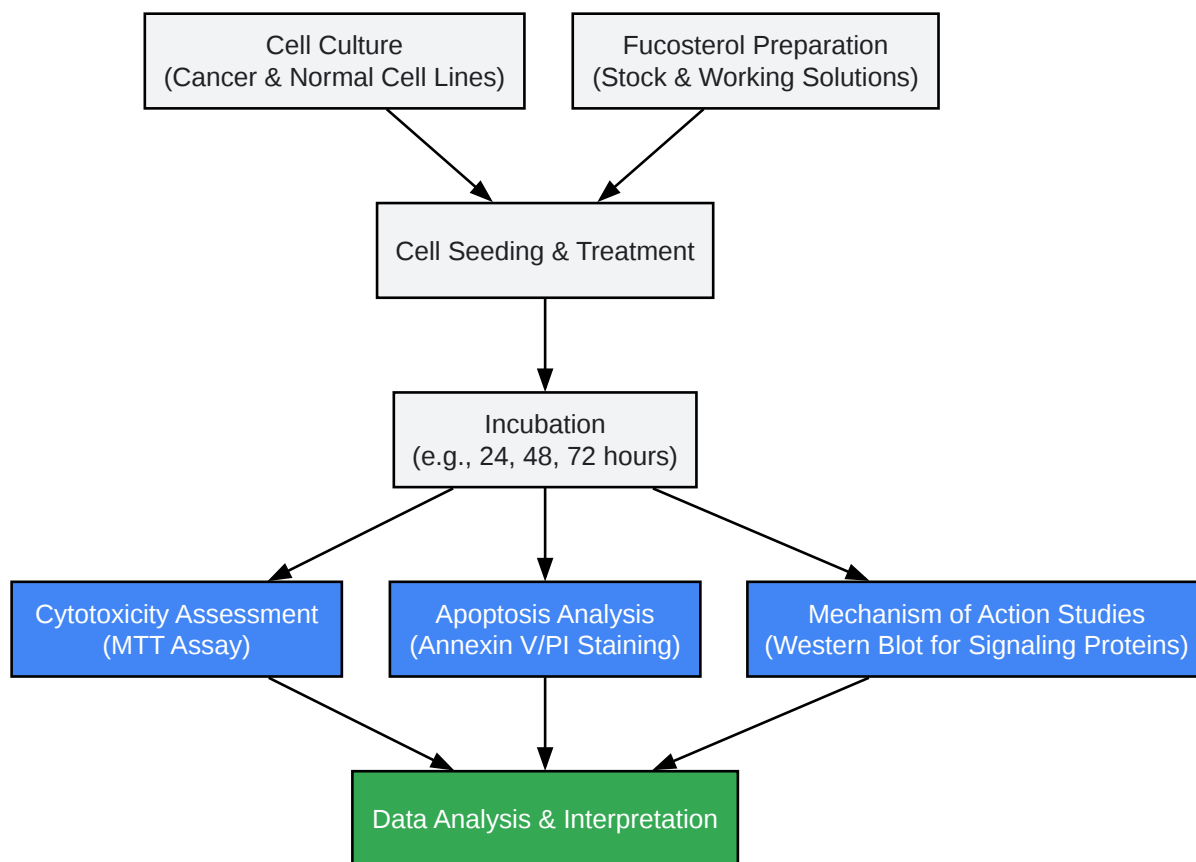 Cell Culture
(Cancer & Normal Cell Lines)
Fucosterol Preparation
(Stock & Working Solutions)
Cell Seeding & Treatment
Incubation
(e.g., 24, 48, 72 hours)
Cytotoxicity Assessment
(MTT Assay)
Apoptosis Analysis
(Annexin V/PI Staining)
Mechanism of Action Studies
(Western Blot for Signaling Proteins)
Data Analysis & Interpretation